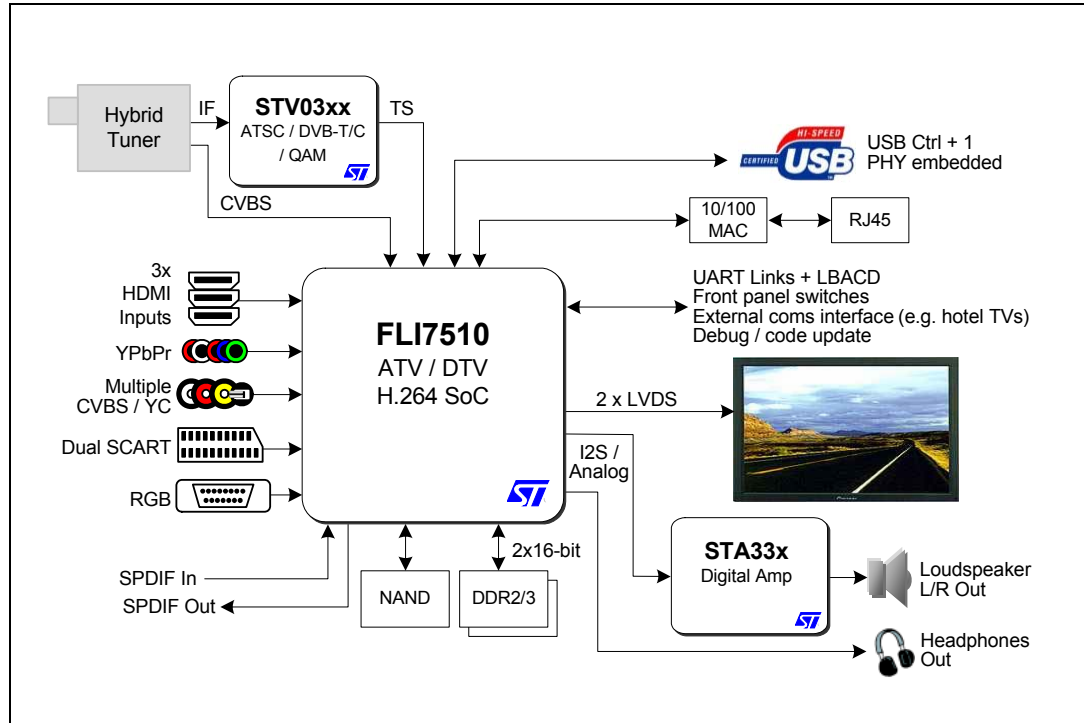 Hybrid
Tuner
IF
STV03xx
ATSC / DVB-T/C
/ QAM
ST
TS
CVBS
HI-SPEED
CERTIFIED
USB
USB Ctrl + 1
PHY embedded
10/100
MAC
RJ45
3x
HDMI
Inputs
YPbPr
Multiple
CVBS / YC
Dual SCART
RGB
FLI7510
ATV / DTV
H.264 SoC
ST
UART Links + LBACD
Front panel switches
External coms interface (e.g. hotel TVs)
Debug / code update
2 x LVDS
I2S /
Analog
SPDIF In
SPDIF Out
NAND
2x16-bit
DDR2/3
STA33x
Digital Amp
ST
Loudspeaker
L/R Out
Headphones
Out